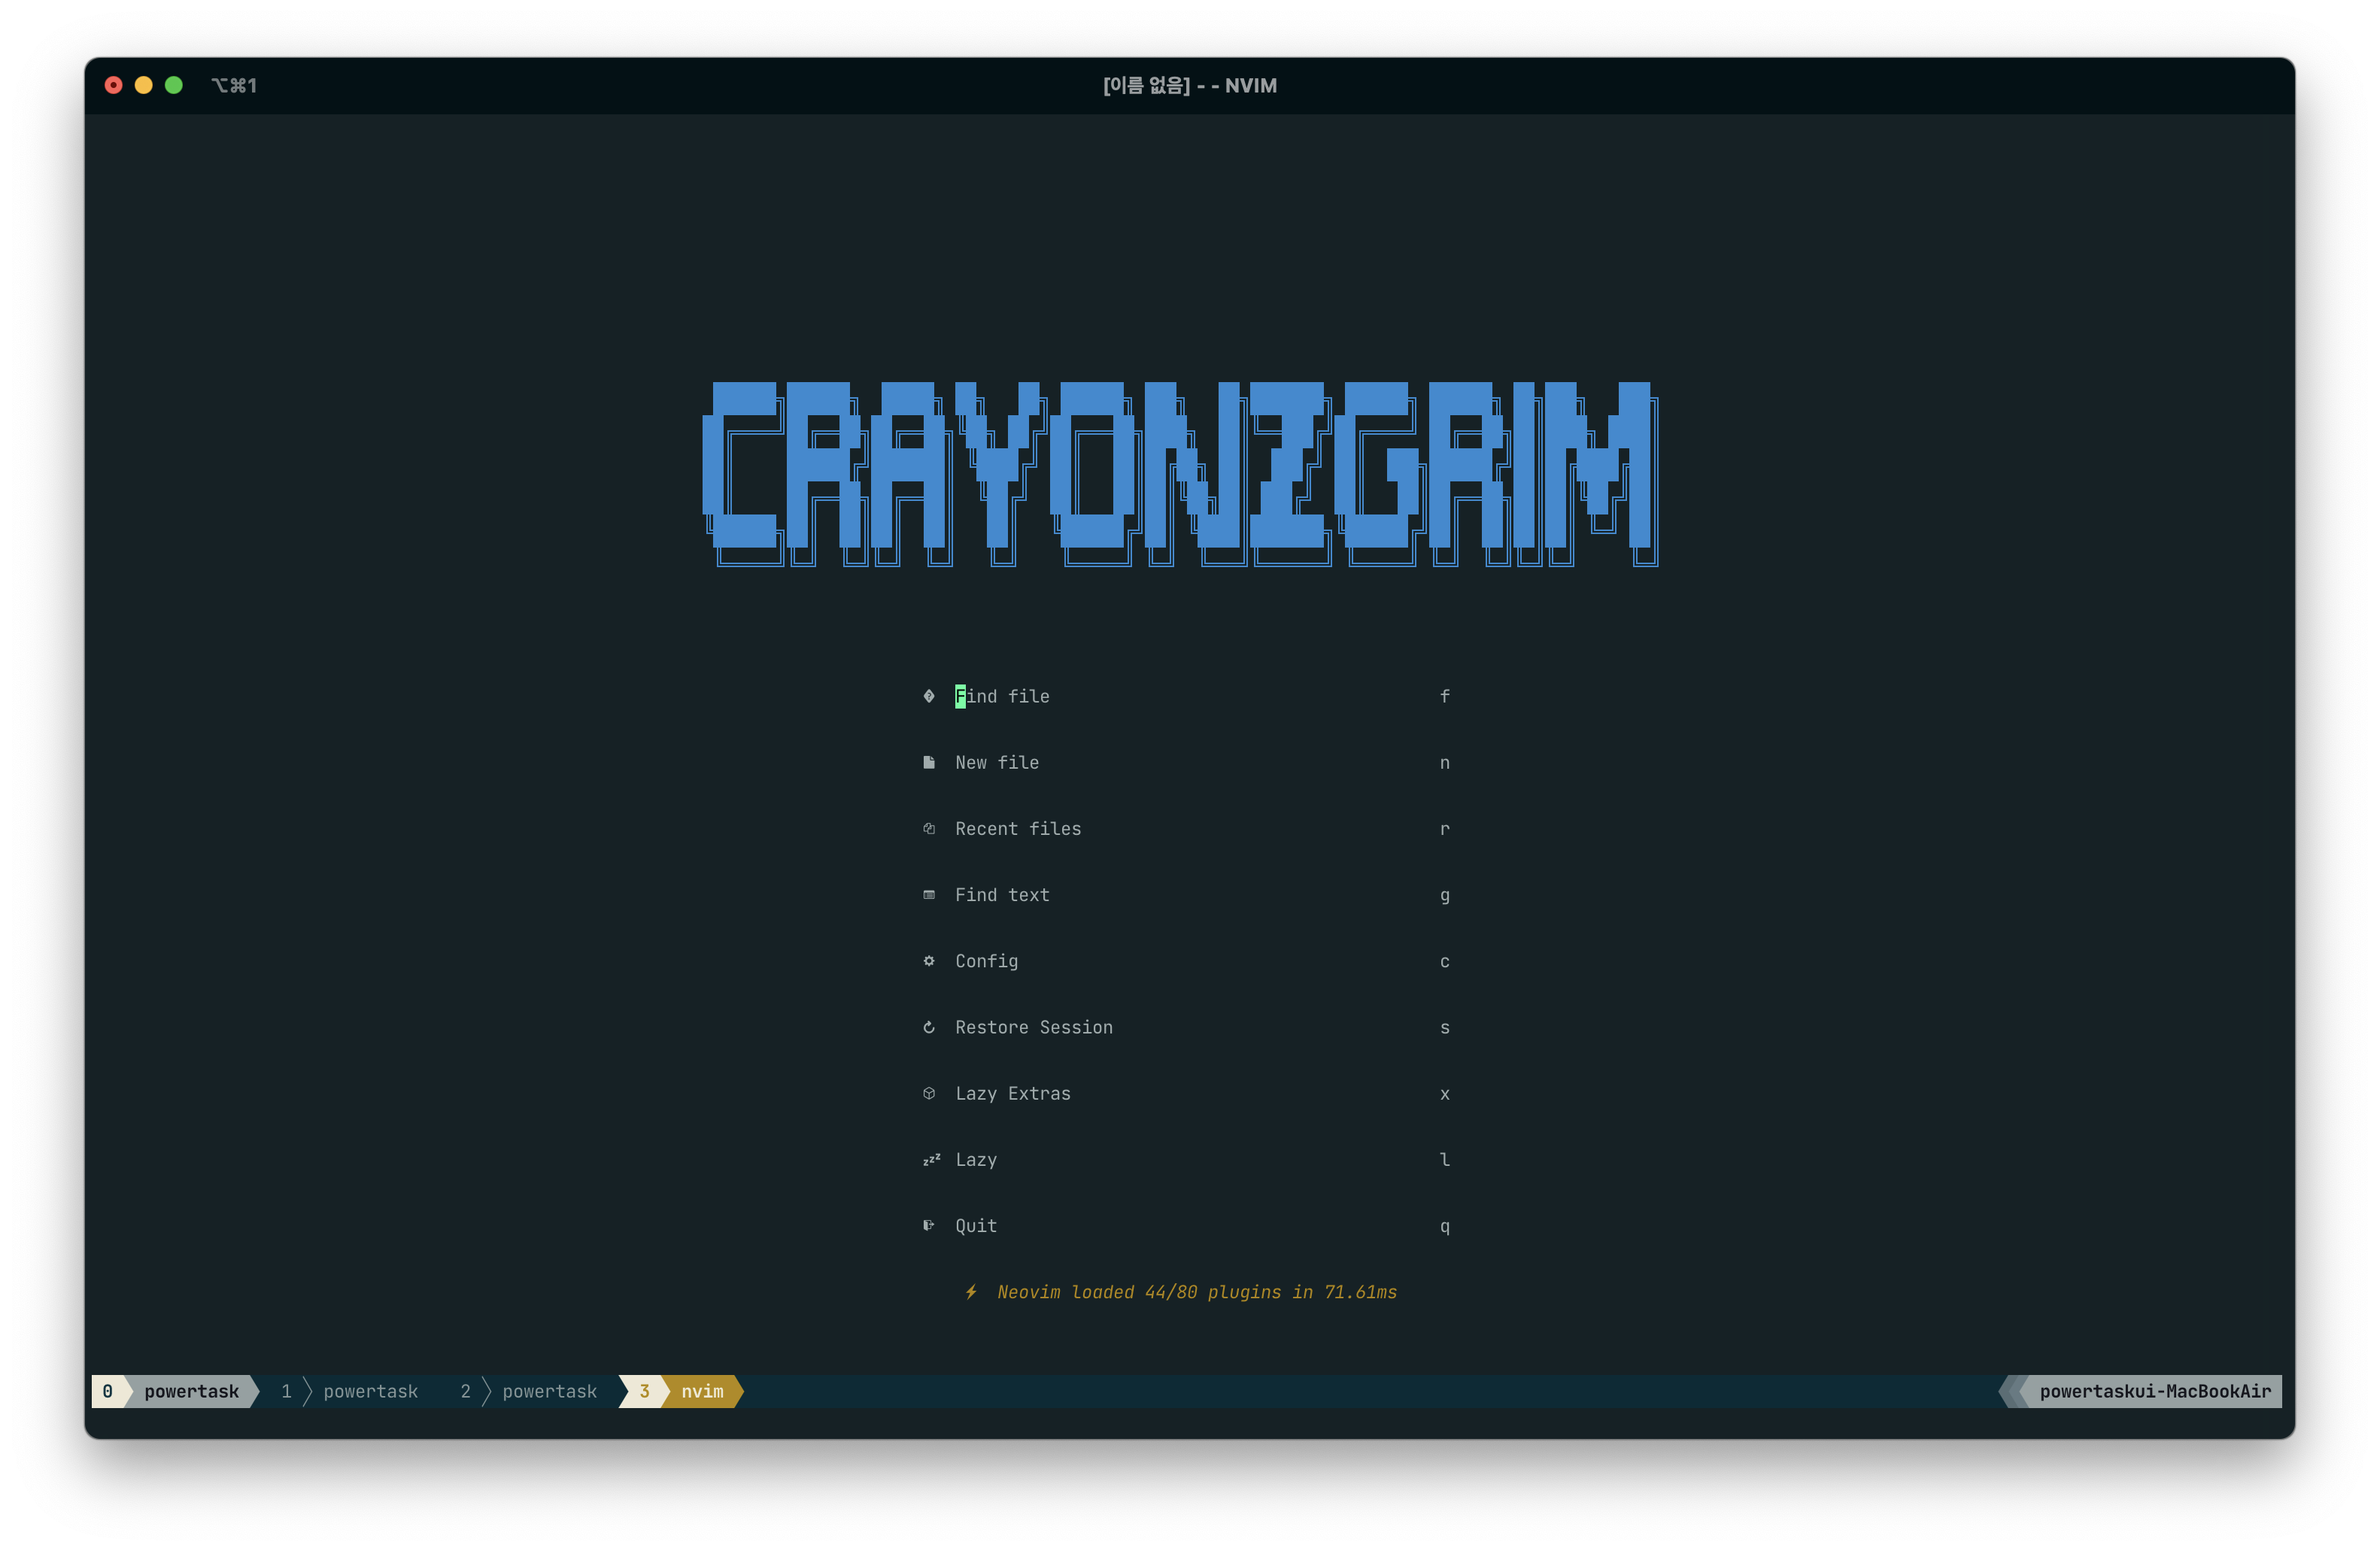 ⌥⌘1 [이름 없음] - - NVIM
CRAYONZGRIM
Find file f
New file n
Recent files r
Find text g
Config c
Restore Session s
Lazy Extras x
zzz Lazy l
Quit q
Neovim loaded 44/80 plugins in 71.61ms
0 powertask 1 powertask 2 powertask 3 nvim powertaskui-MacBookAir